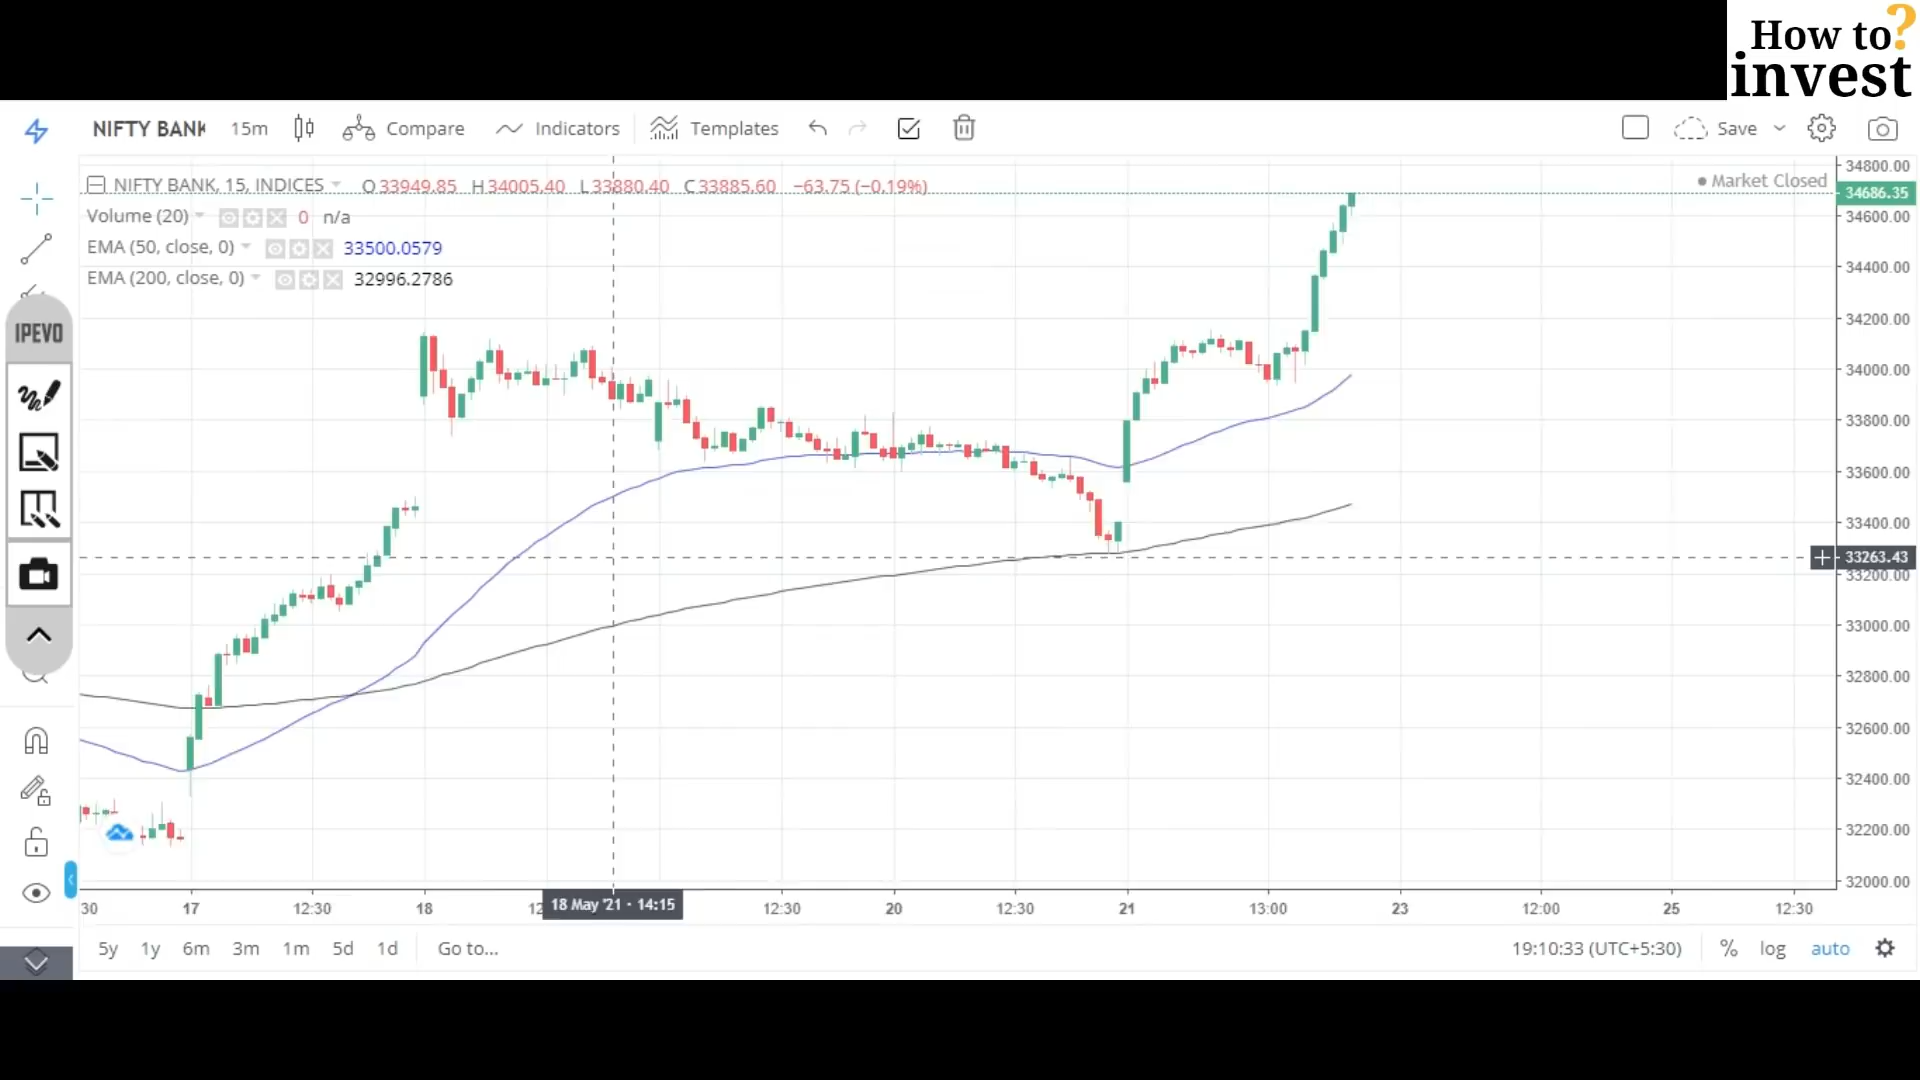 How to?
invest
NIFTY BANK 15m Compare Indicators Templates Save
NIFTY BANK, 15, INDICES O33949.85 H34005.40 L33880.40 C33885.60 −63.75 (−0.19%)
Market Closed
Volume (20) 0 n/a
EMA (50, close, 0) 33500.0579
EMA (200, close, 0) 32996.2786
IPEVO
34800.00
34686.35
34600.00
34400.00
34200.00
34000.00
33800.00
33600.00
33400.00
33263.43
33200.00
33000.00
32800.00
32600.00
32400.00
32200.00
32000.00
30 17 12:30 18 12 18 May '21 · 14:15 12:30 20 12:30 21 13:00 23 12:00 25 12:30
5y 1y 6m 3m 1m 5d 1d Go to... 19:10:33 (UTC+5:30) % log auto